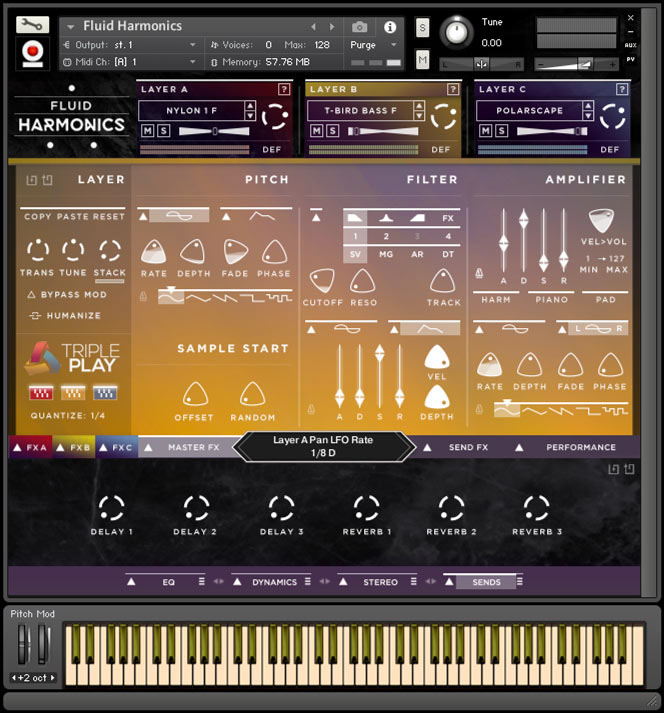 Fluid Harmonics
Output: st. 1
Voices: 0 Max: 128
Purge
Midi Ch: [A] 1
Memory: 57.76 MB
S
M
Tune
0.00
L
R
AUX
PV
FLUID
HARMONICS
LAYER A ?
NYLON 1 F
M S
DEF
LAYER B ?
T-BIRD BASS F
M S
DEF
LAYER C ?
POLARSCAPE
M S
DEF
LAYER
COPY PASTE RESET
TRANS TUNE STACK
BYPASS MOD
HUMANIZE
TRIPLE
PLAY
QUANTIZE: 1/4
PITCH
RATE DEPTH FADE PHASE
SAMPLE START
OFFSET RANDOM
FILTER
FX
1 2 3 4
SV MG AR DT
CUTOFF RESO TRACK
A D S R
VEL
DEPTH
AMPLIFIER
A D S R
VEL>VOL
1 → 127
MIN MAX
HARM PIANO PAD
L R
RATE DEPTH FADE PHASE
FX A FX B FX C MASTER FX
Layer A Pan LFO Rate
1/8 D
SEND FX PERFORMANCE
DELAY 1 DELAY 2 DELAY 3 REVERB 1 REVERB 2 REVERB 3
EQ DYNAMICS STEREO SENDS
Pitch Mod
+2 oct